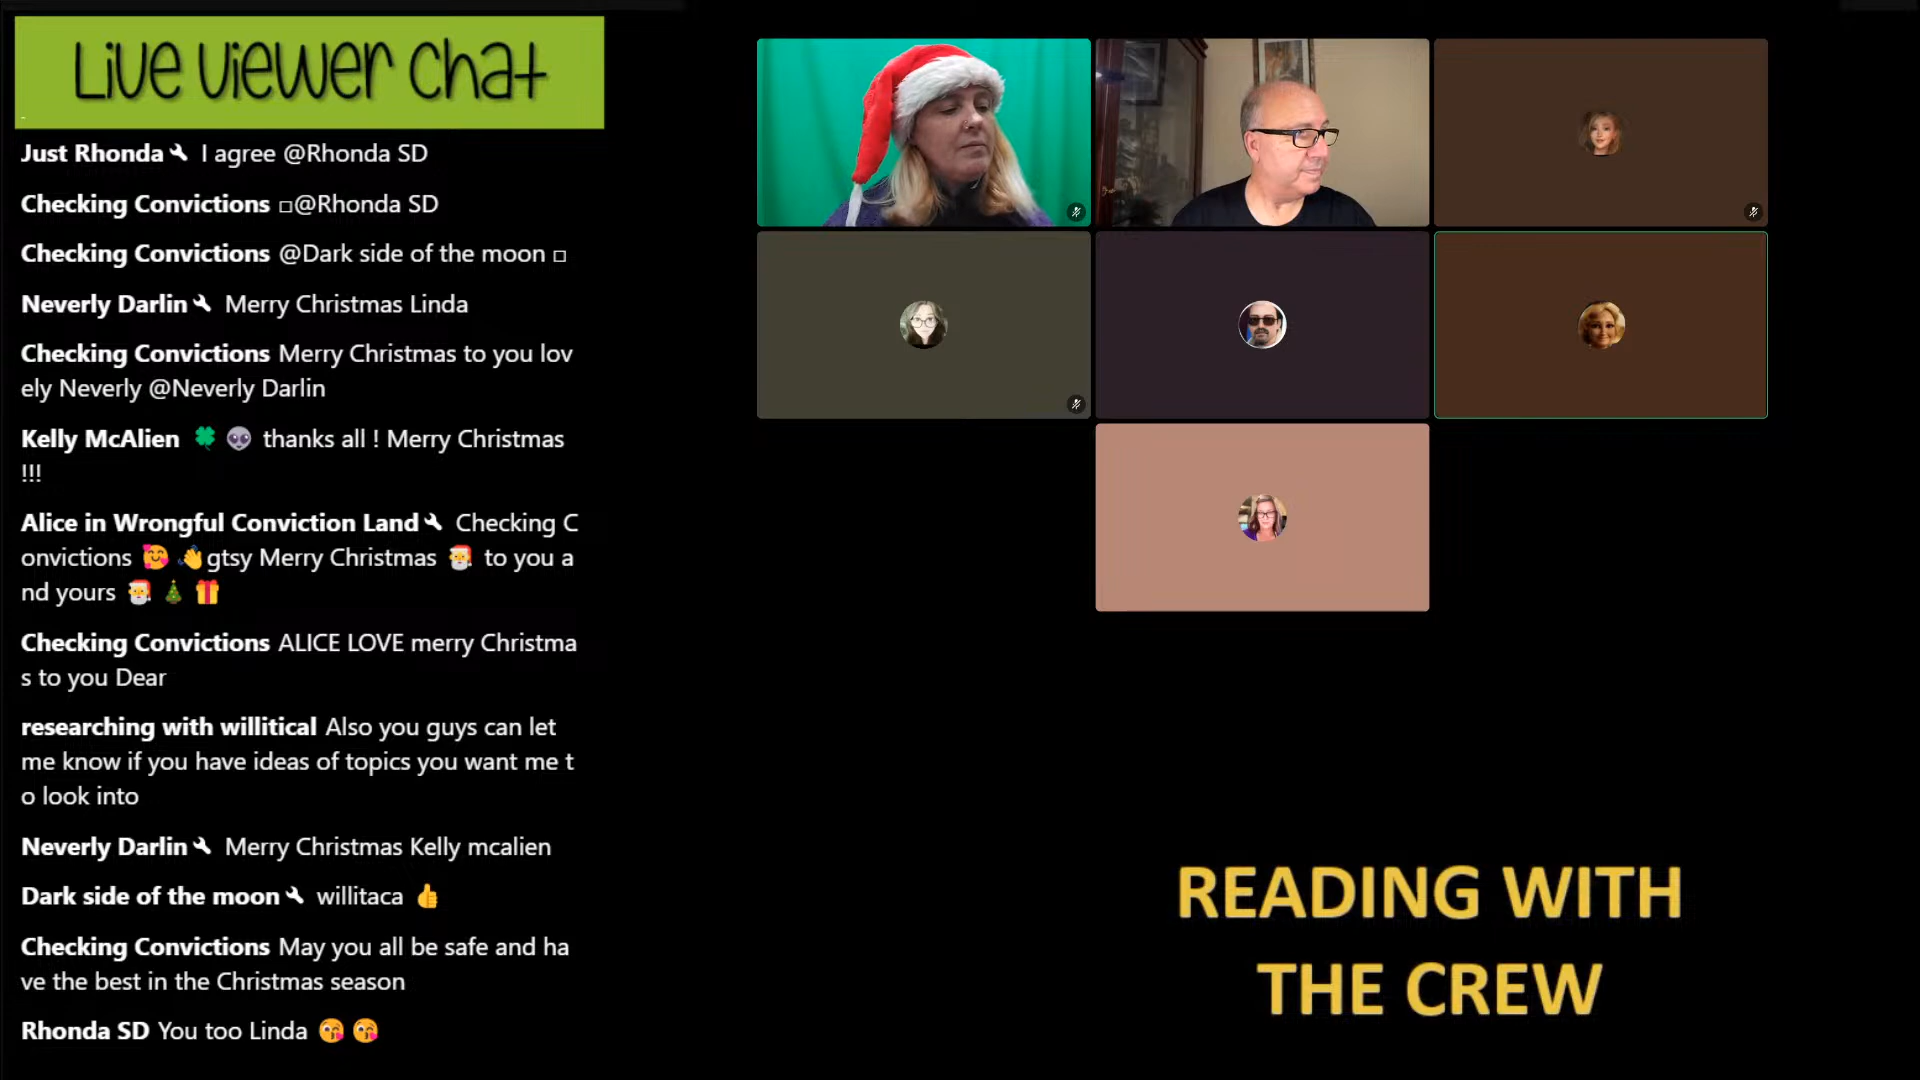 Live Viewer Chat
Just Rhonda I agree @Rhonda SD
Checking Convictions @Rhonda SD
Checking Convictions @Dark side of the moon
Neverly Darlin Merry Christmas Linda
Checking Convictions Merry Christmas to you lov
ely Neverly @Neverly Darlin
Kelly McAlien 🍀 👽 thanks all ! Merry Christmas
!!!
Alice in Wrongful Conviction Land Checking C
onvictions 🥰 👋gtsy Merry Christmas 🎅 to you a
nd yours 🎅 🎄 🎁
Checking Convictions ALICE LOVE merry Christma
s to you Dear
researching with willitical Also you guys can let
me know if you have ideas of topics you want me t
o look into
Neverly Darlin Merry Christmas Kelly mcalien
Dark side of the moon willitaca 👍
Checking Convictions May you all be safe and ha
ve the best in the Christmas season
Rhonda SD You too Linda 😘 😘
READING WITH
THE CREW